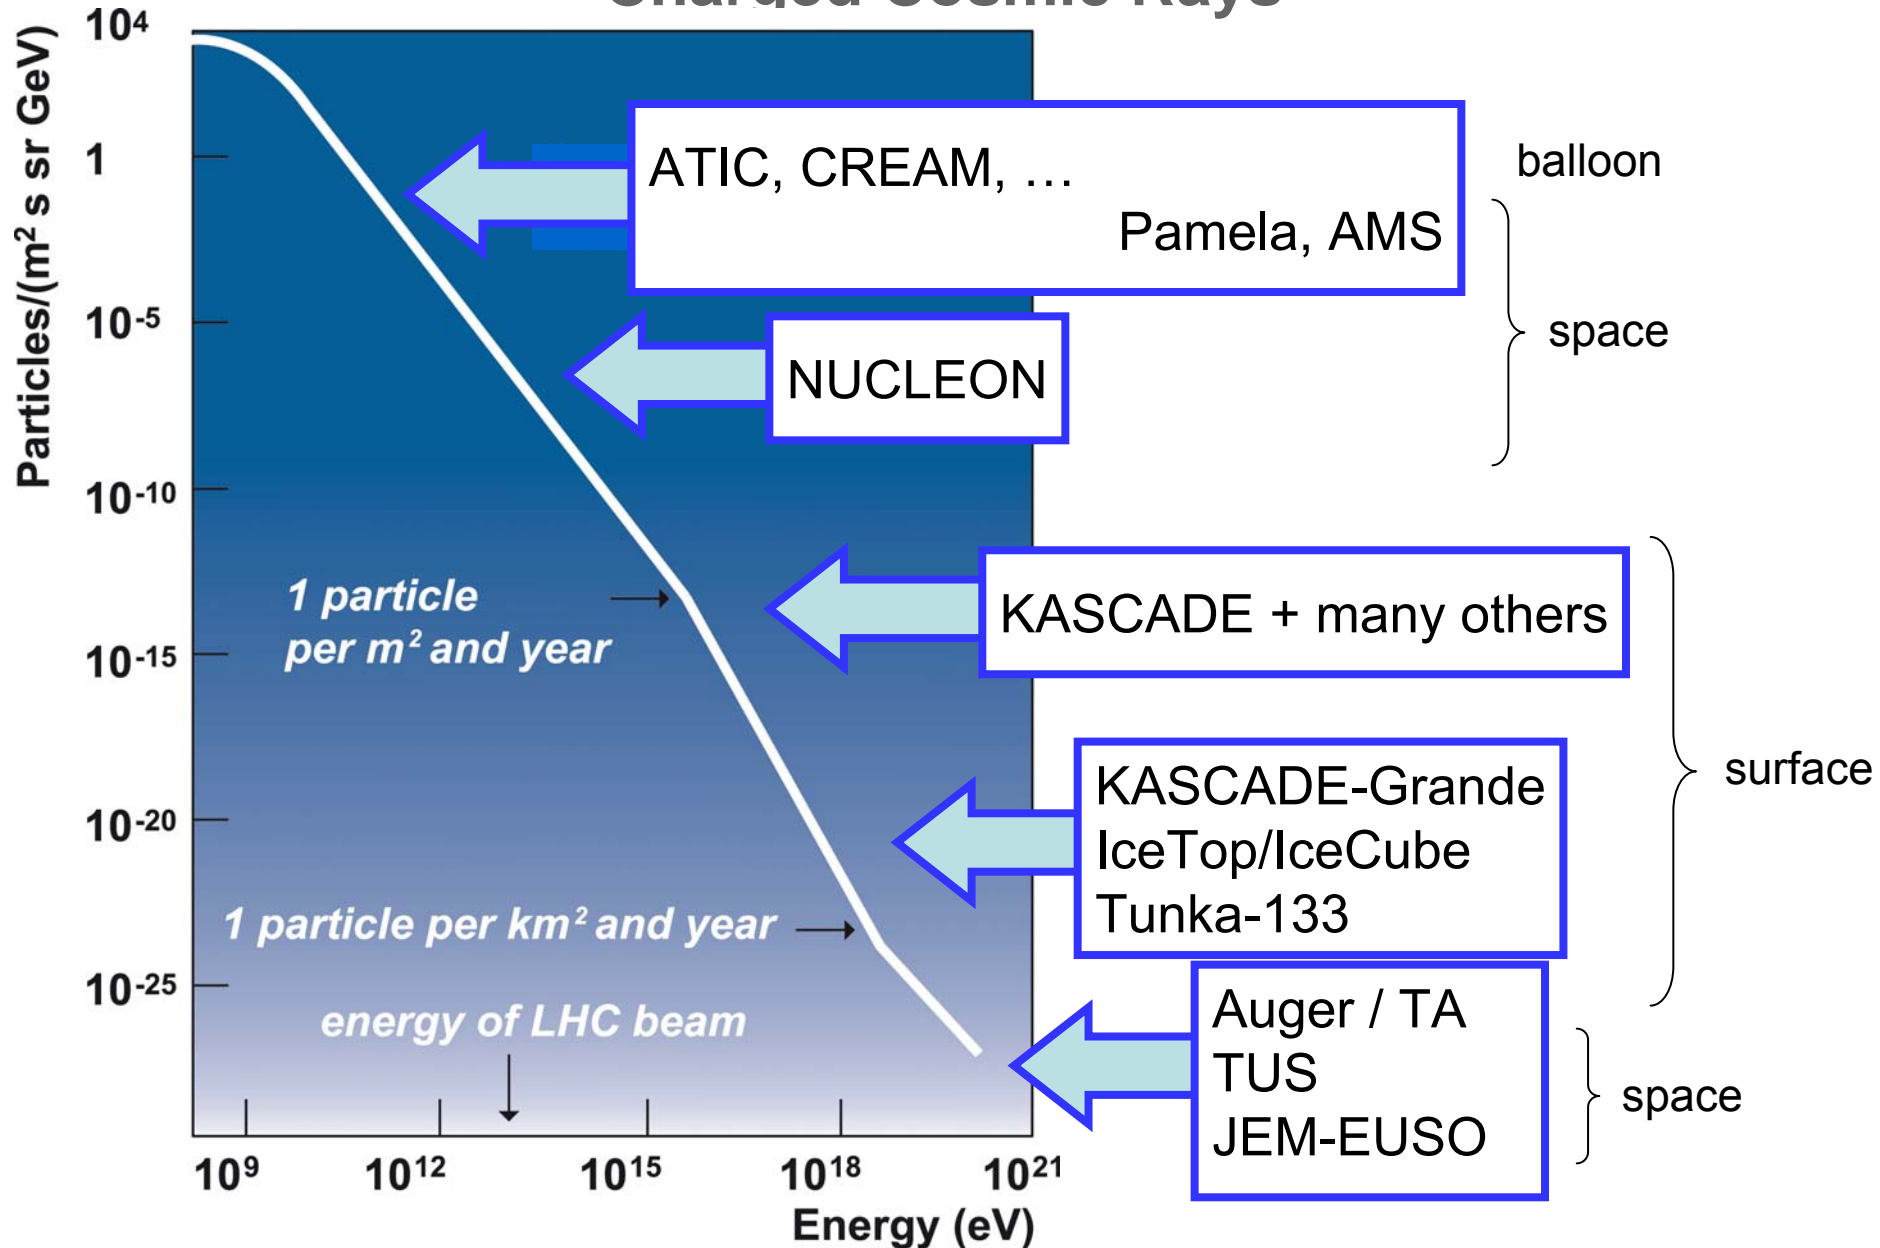 Charged Cosmic Rays
Particles/(m² s sr GeV)
10⁴
1
10⁻⁵
10⁻¹⁰
10⁻¹⁵
10⁻²⁰
10⁻²⁵
ATIC, CREAM, …
Pamela, AMS
balloon
space
NUCLEON
1 particle
per m² and year
KASCADE + many others
surface
KASCADE-Grande
IceTop/IceCube
Tunka-133
1 particle per km² and year
energy of LHC beam
Auger / TA
TUS
JEM-EUSO
space
10⁹ 10¹² 10¹⁵ 10¹⁸ 10²¹
Energy (eV)